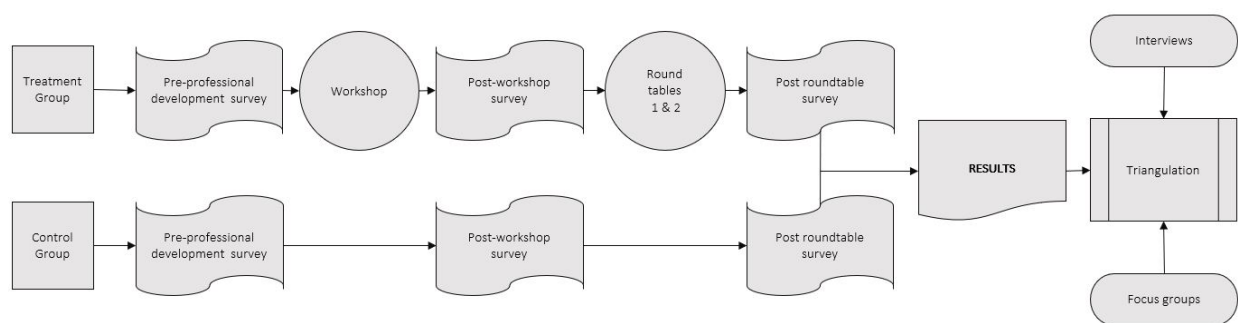 Treatment
Group
Pre-professional
development survey
Workshop
Post-workshop
survey
Round
tables
1 & 2
Post roundtable
survey
Control
Group
Pre-professional
development survey
Post-workshop
survey
Post roundtable
survey
RESULTS
Interviews
Triangulation
Focus groups